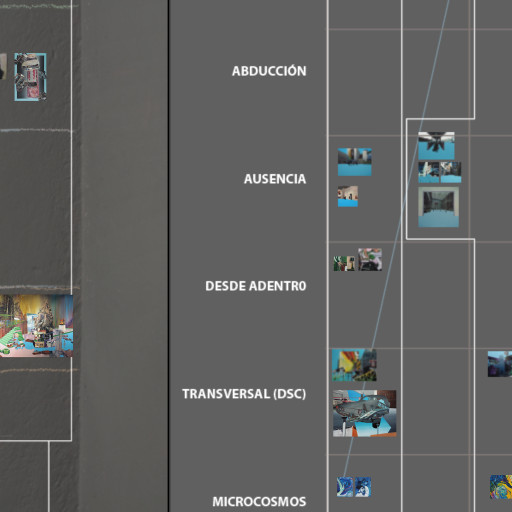 ABDUCCIÓN
AUSENCIA
DESDE ADENTR0
TRANSVERSAL (DSC)
MICROCOSMOS